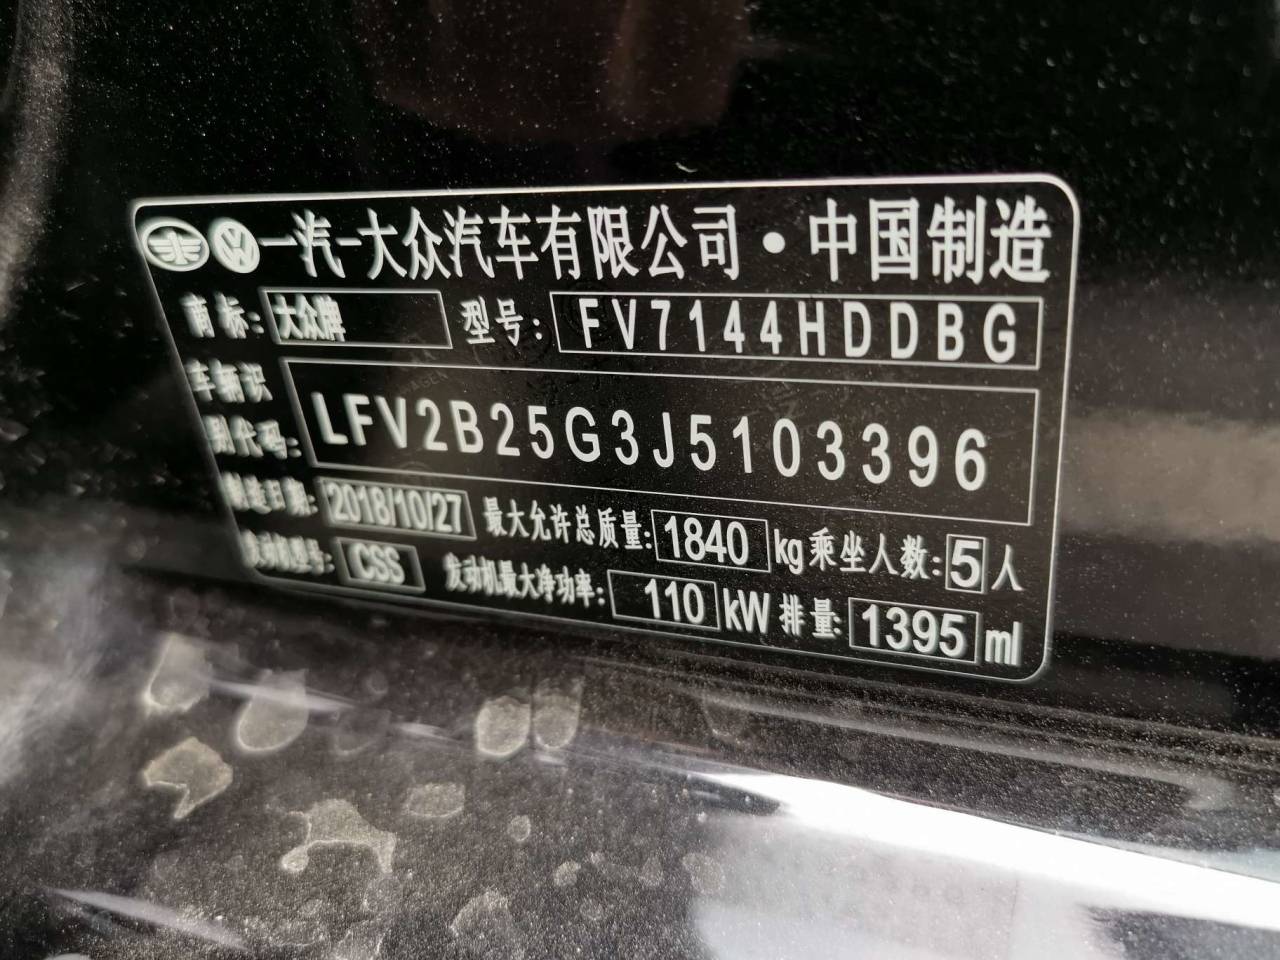 一汽-大众汽车有限公司·中国制造
商标: 大众牌 型号: FV7144HDDBG
车辆识别代码: LFV2B25G3J5103396
制造日期: 2018/10/27 最大允许总质量: 1840 kg 乘坐人数: 5 人
发动机型号: CSS 发动机最大净功率: 110 kW 排量: 1395 ml